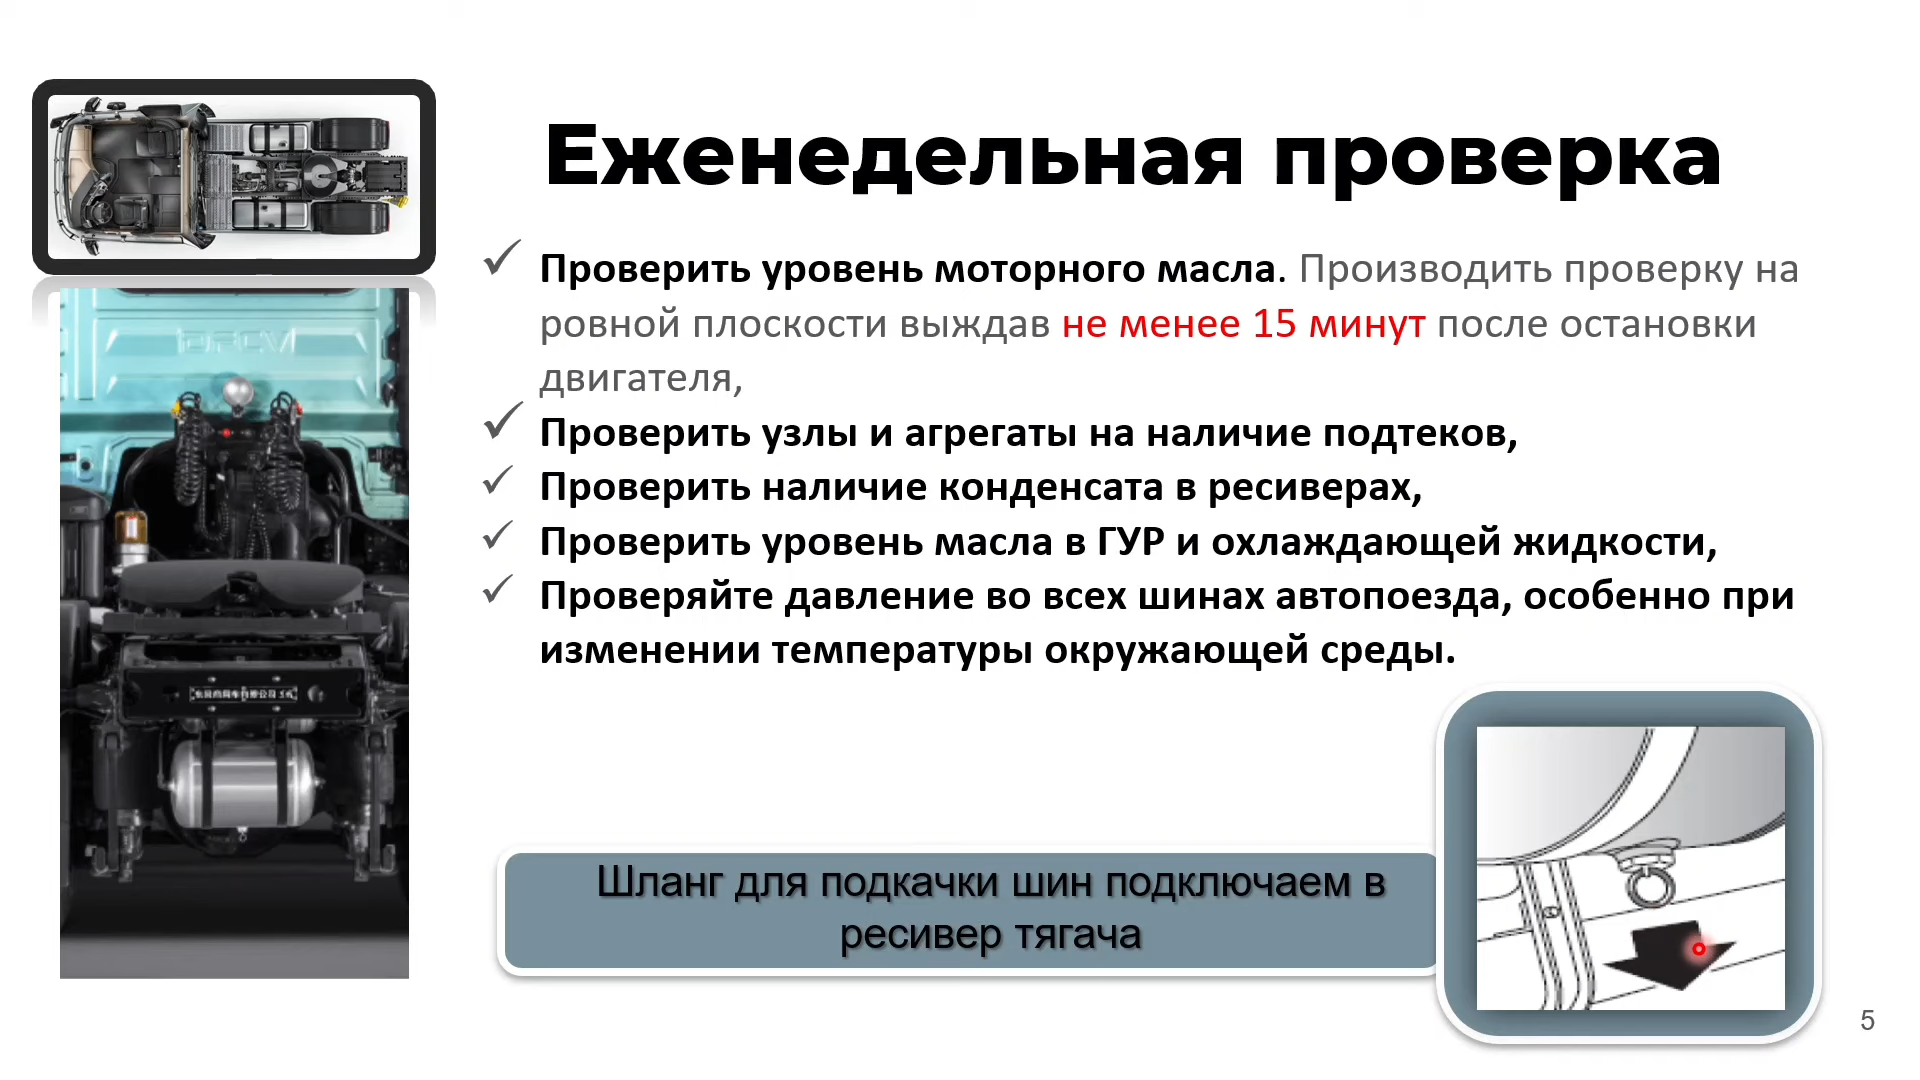 Еженедельная проверка
Проверить уровень моторного масла. Производить проверку на
ровной плоскости выждав не менее 15 минут после остановки
двигателя,
Проверить узлы и агрегаты на наличие подтеков,
Проверить наличие конденсата в ресиверах,
Проверить уровень масла в ГУР и охлаждающей жидкости,
Проверяйте давление во всех шинах автопоезда, особенно при
изменении температуры окружающей среды.
DFCV
Шланг для подкачки шин подключаем в
ресивер тягача
5